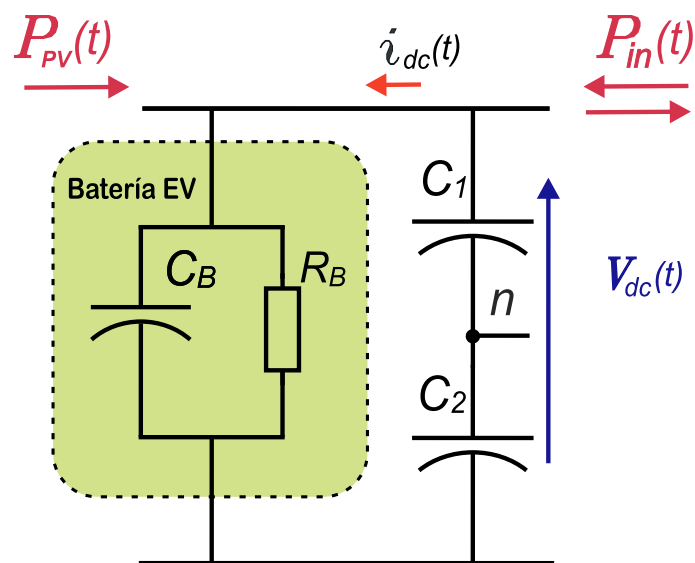 P_PV(t)
i_dc(t)
P_in(t)
Batería EV
C_1
C_B
R_B
n
V_dc(t)
C_2